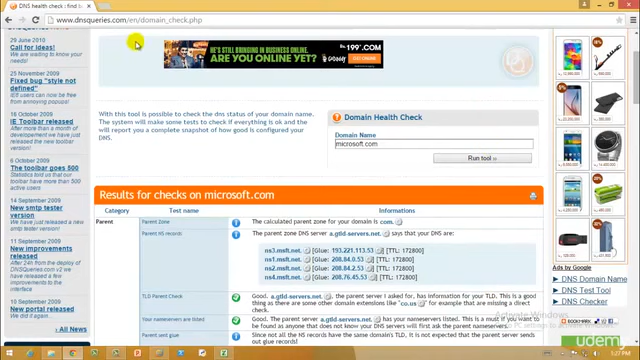 DNS health check : find t
www.dnsqueries.com/en/domain_check.php
29 June 2010
Call for Ideas!
We are waiting to know your needs.
25 November 2009
Fixed bug "style not defined"
IE8 users can now be free from annoying popups!
IE Toolbar released
After more than a month of development we have just released the new toolbar version
6 October 2009
The toolbar goes 500
Statistics told us that our toolbar have more than 500 active users
New smtp tester version
We have just released a new smtp tester version.
11 September 2009
New improvements released
After 24h from the deploy of DNSQueries.com v2 we have released a few improvements
10 September 2009
New portal released
We did it again...
» All News
HE'S STILL BRINGING IN BUSINESS ONLINE.
ARE YOU ONLINE YET?
.COM
GO ONLINE
With this tool is possible to check the dns status of your domain name. The system will make some tests to check if everything is ok and the will report you a complete snapshot of how good is configured your DNS.
Domain Health Check
Domain Name
microsoft.com
Run tool »
Results for checks on microsoft.com
Category Test name Informations
Parent Parent Zone The calculated parent zone for your domain is com.
Parent NS records The parent zone DNS server a.gtld-servers.net. says that your DNS are:
ns3.msft.net. [Glue: 193.221.113.53] [TTL: 172800]
ns1.msft.net. [Glue: 208.84.0.53] [TTL: 172800]
ns2.msft.net. [Glue: 208.84.2.53] [TTL: 172800]
ns4.msft.net. [Glue: 208.76.45.53] [TTL: 172800]
TLD Parent Check Good. a.gtld-servers.net., the parent server I asked for, has information for your TLD. This is a good thing as there are some other domain extensions like "co.us" for example that are missing a direct check.
Your nameservers are listed Good. The parent server a.gtld-servers.net. has your nameservers listed. This is a must if you want to be found as anyone that does not know your DNS servers will first ask the parent nameservers.
Parent sent glue Since not all the NS records have the same domain's TLD, it is not expected that the parent server send out glue records.
Ads by Google
► DNS Domain Name
► DNS Test Tool
► DNS Checker
BOOKMARK
Activate Windows
udemy
5:27 PM